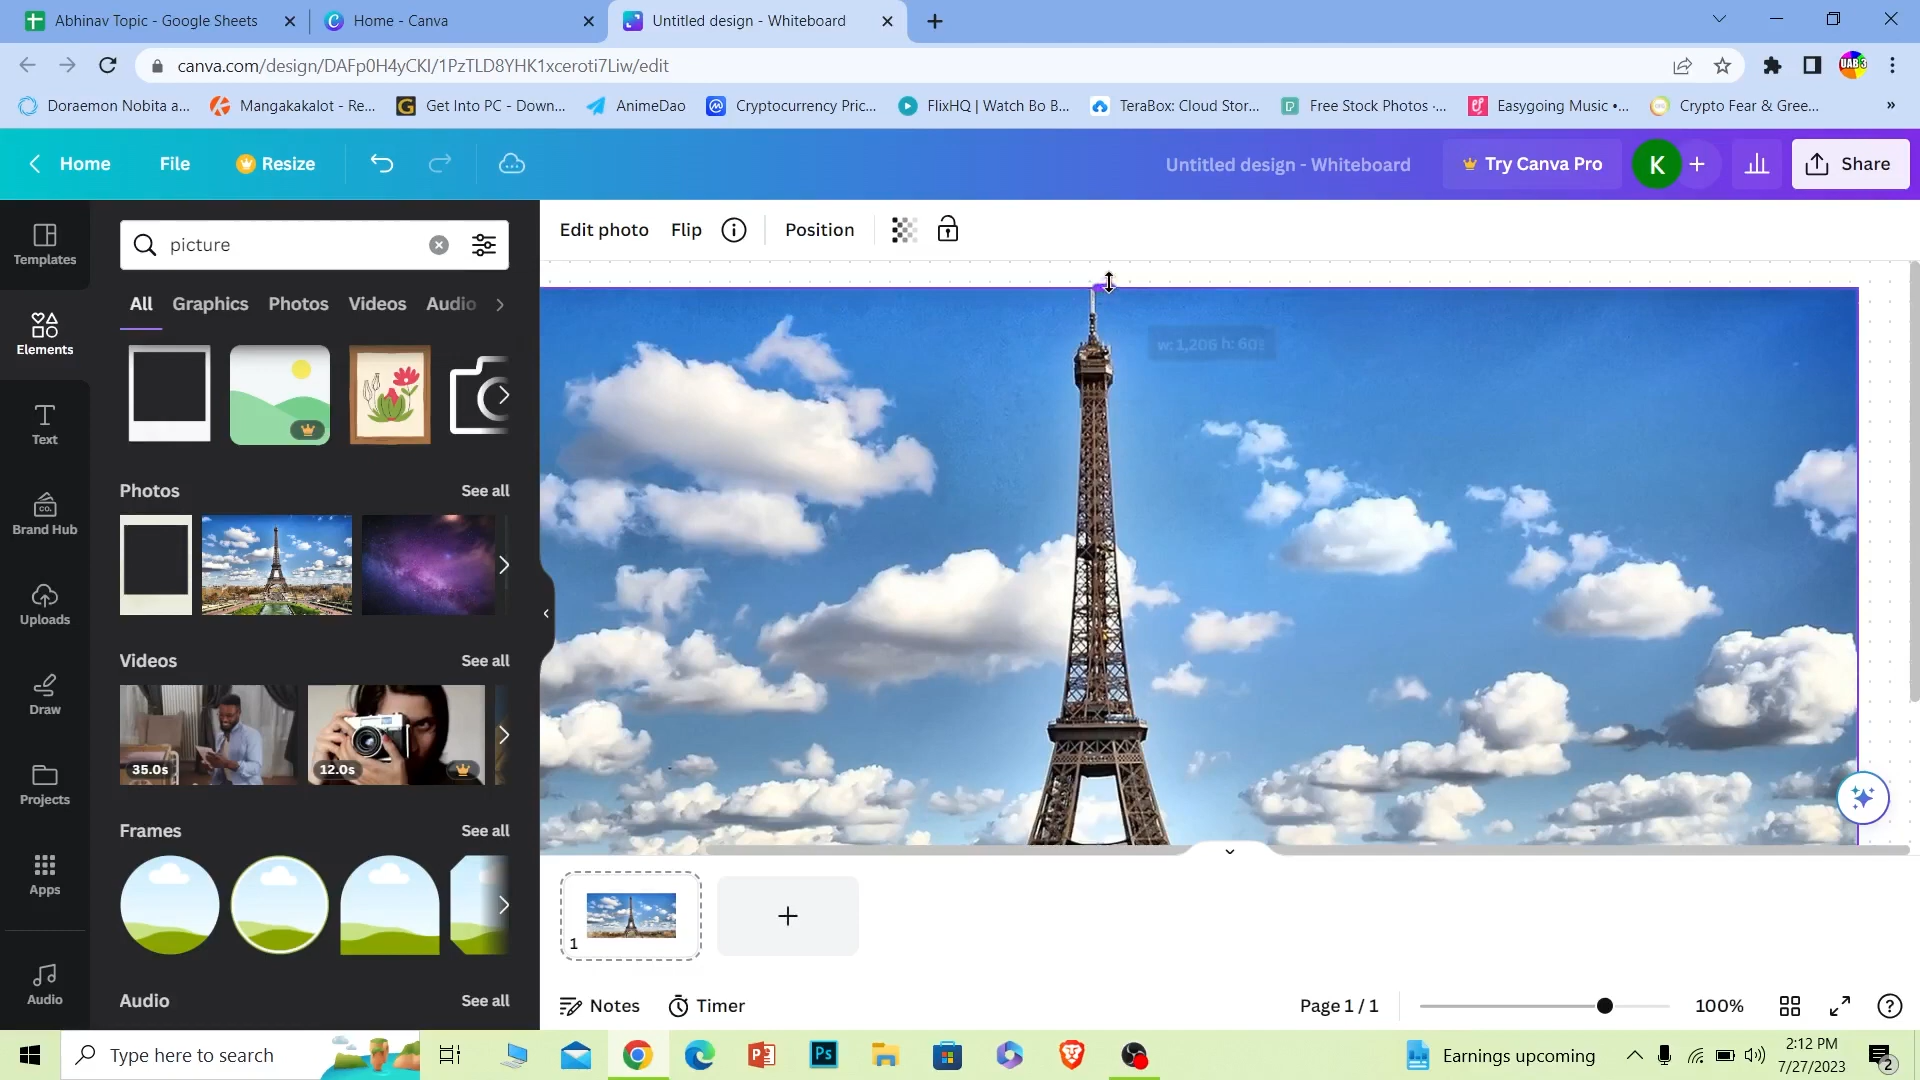 Abhinav Topic - Google Sheets
Home - Canva
Untitled design - Whiteboard
canva.com/design/DAFp0H4yCKI/1PzTLD8YHK1xceroti7Liw/edit
UAB 3
Doraemon Nobita a...
Mangakakalot - Re...
Get Into PC - Down...
AnimeDao
Cryptocurrency Pric...
FlixHQ | Watch Bo B...
TeraBox: Cloud Stor...
Free Stock Photos -...
Easygoing Music •...
Crypto Fear & Gree...
»
Home
File
Resize
Untitled design - Whiteboard
Try Canva Pro
K
Share
Templates
Elements
Text
Brand Hub
Uploads
Draw
Projects
Apps
Audio
picture
All
Graphics
Photos
Videos
Audio
Photos
See all
Videos
See all
35.0s
12.0s
Frames
See all
Audio
See all
Edit photo
Flip
Position
1
Notes
Timer
Page 1 / 1
100%
Type here to search
Ps
Earnings upcoming
2:12 PM
7/27/2023
2